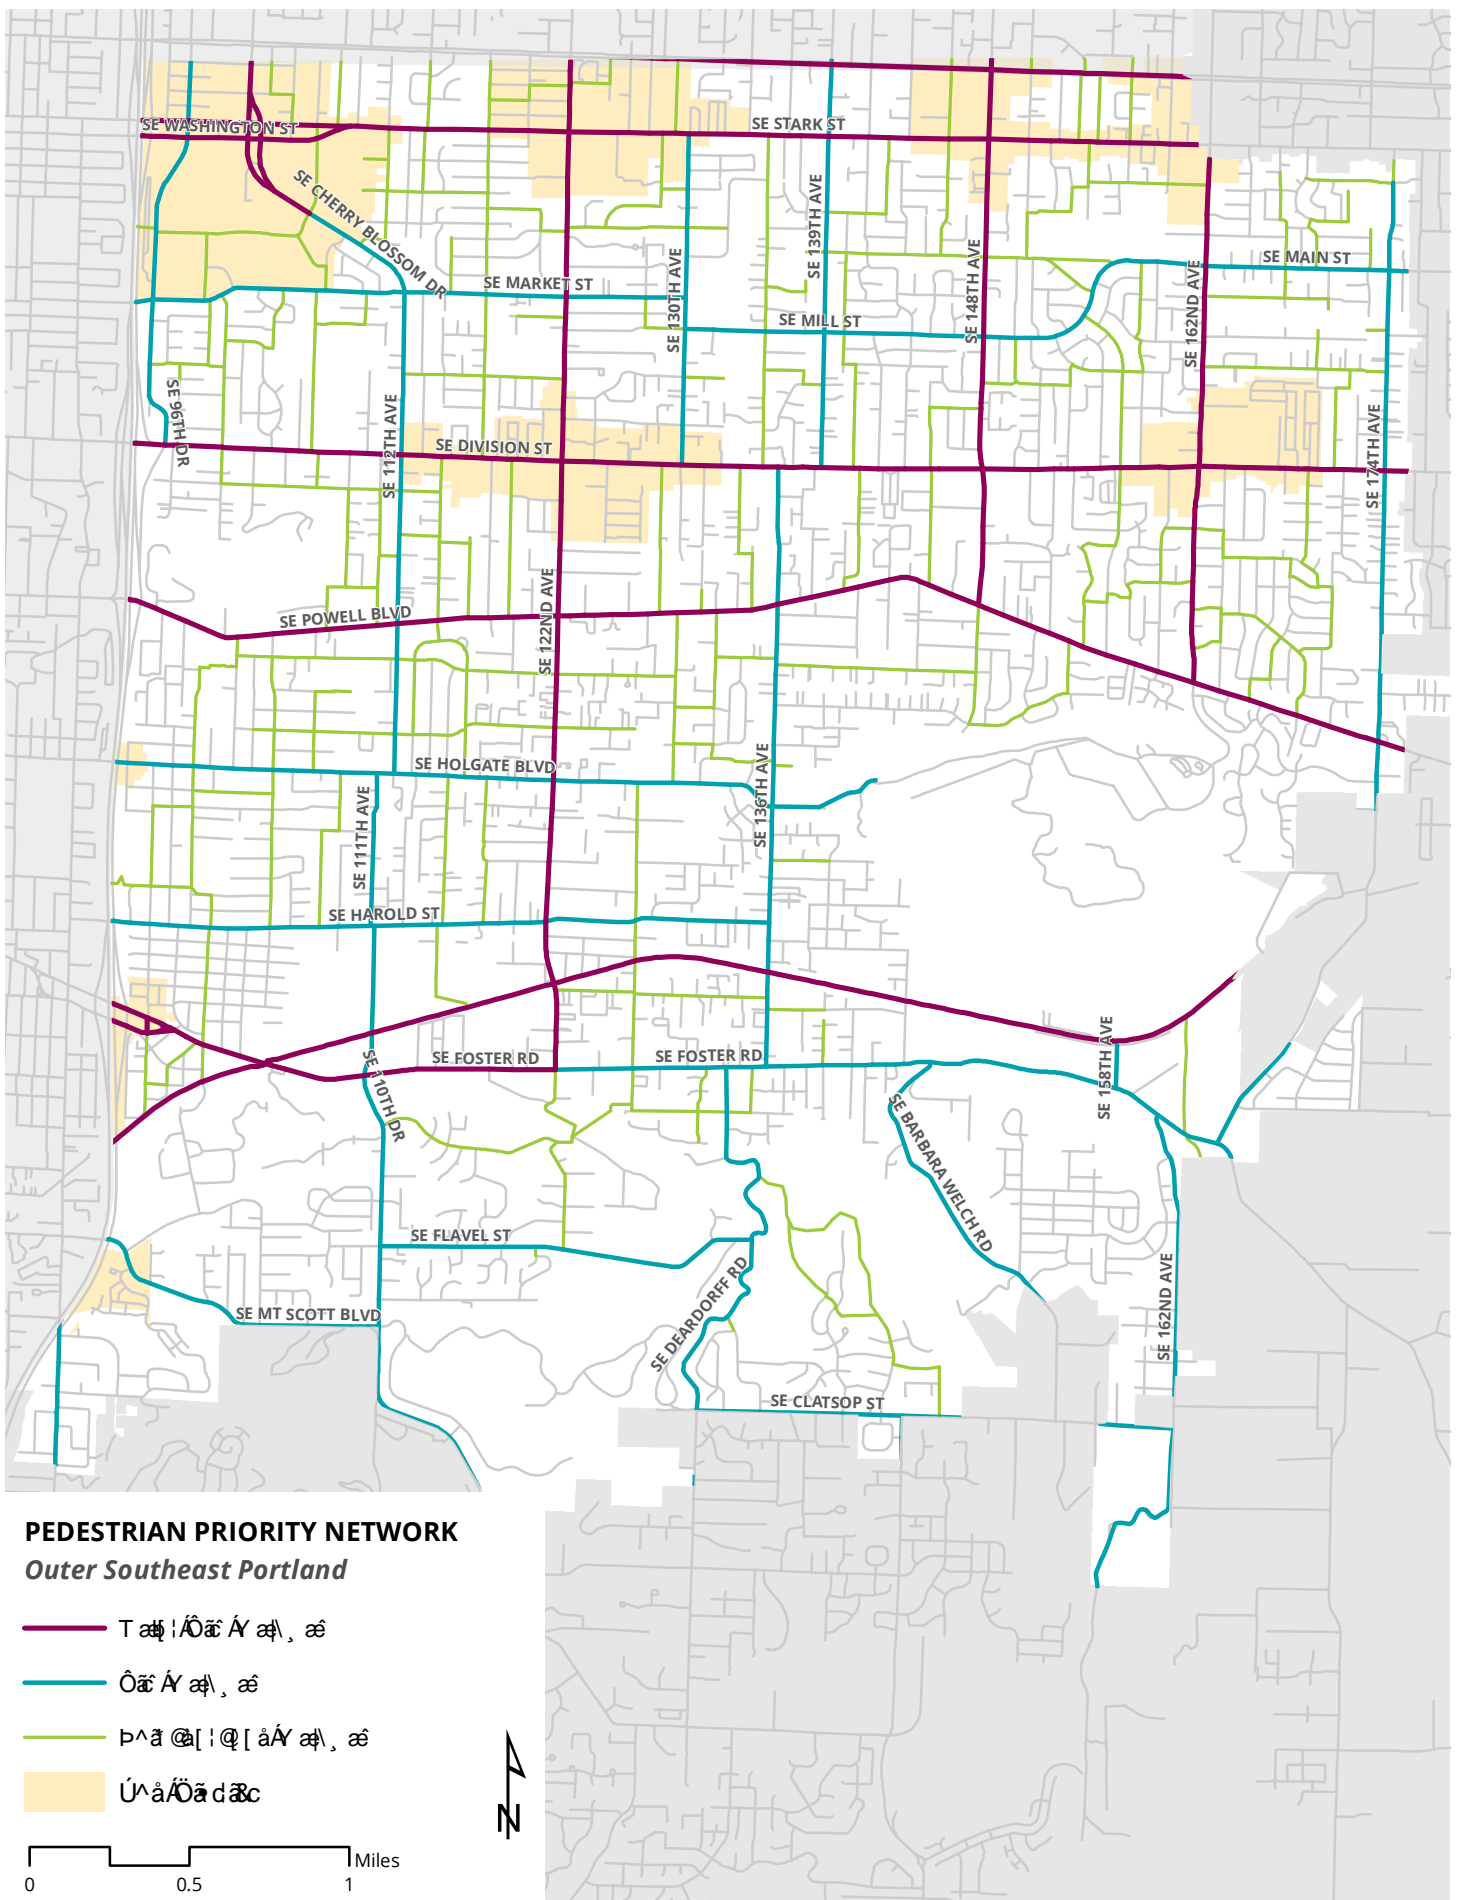 SE WASHINGTON ST
SE STARK ST
SE CHERRY BLOSSOM DR
SE 139TH AVE
SE 130TH AVE
SE 148TH AVE
SE 162ND AVE
SE MAIN ST
SE MARKET ST
SE MILL ST
SE 96TH DR
SE 112TH AVE
SE DIVISION ST
SE 174TH AVE
SE 122ND AVE
SE POWELL BLVD
SE HOLGATE BLVD
SE 136TH AVE
SE 111TH AVE
SE HAROLD ST
SE FOSTER RD
SE FOSTER RD
SE 110TH DR
SE 158TH AVE
SE BARBARA WELCH RD
SE FLAVEL ST
SE DEARDORFF RD
SE 162ND AVE
SE MT SCOTT BLVD
SE CLATSOP ST
PEDESTRIAN PRIORITY NETWORK
Outer Southeast Portland
N
Miles
0 0.5 1